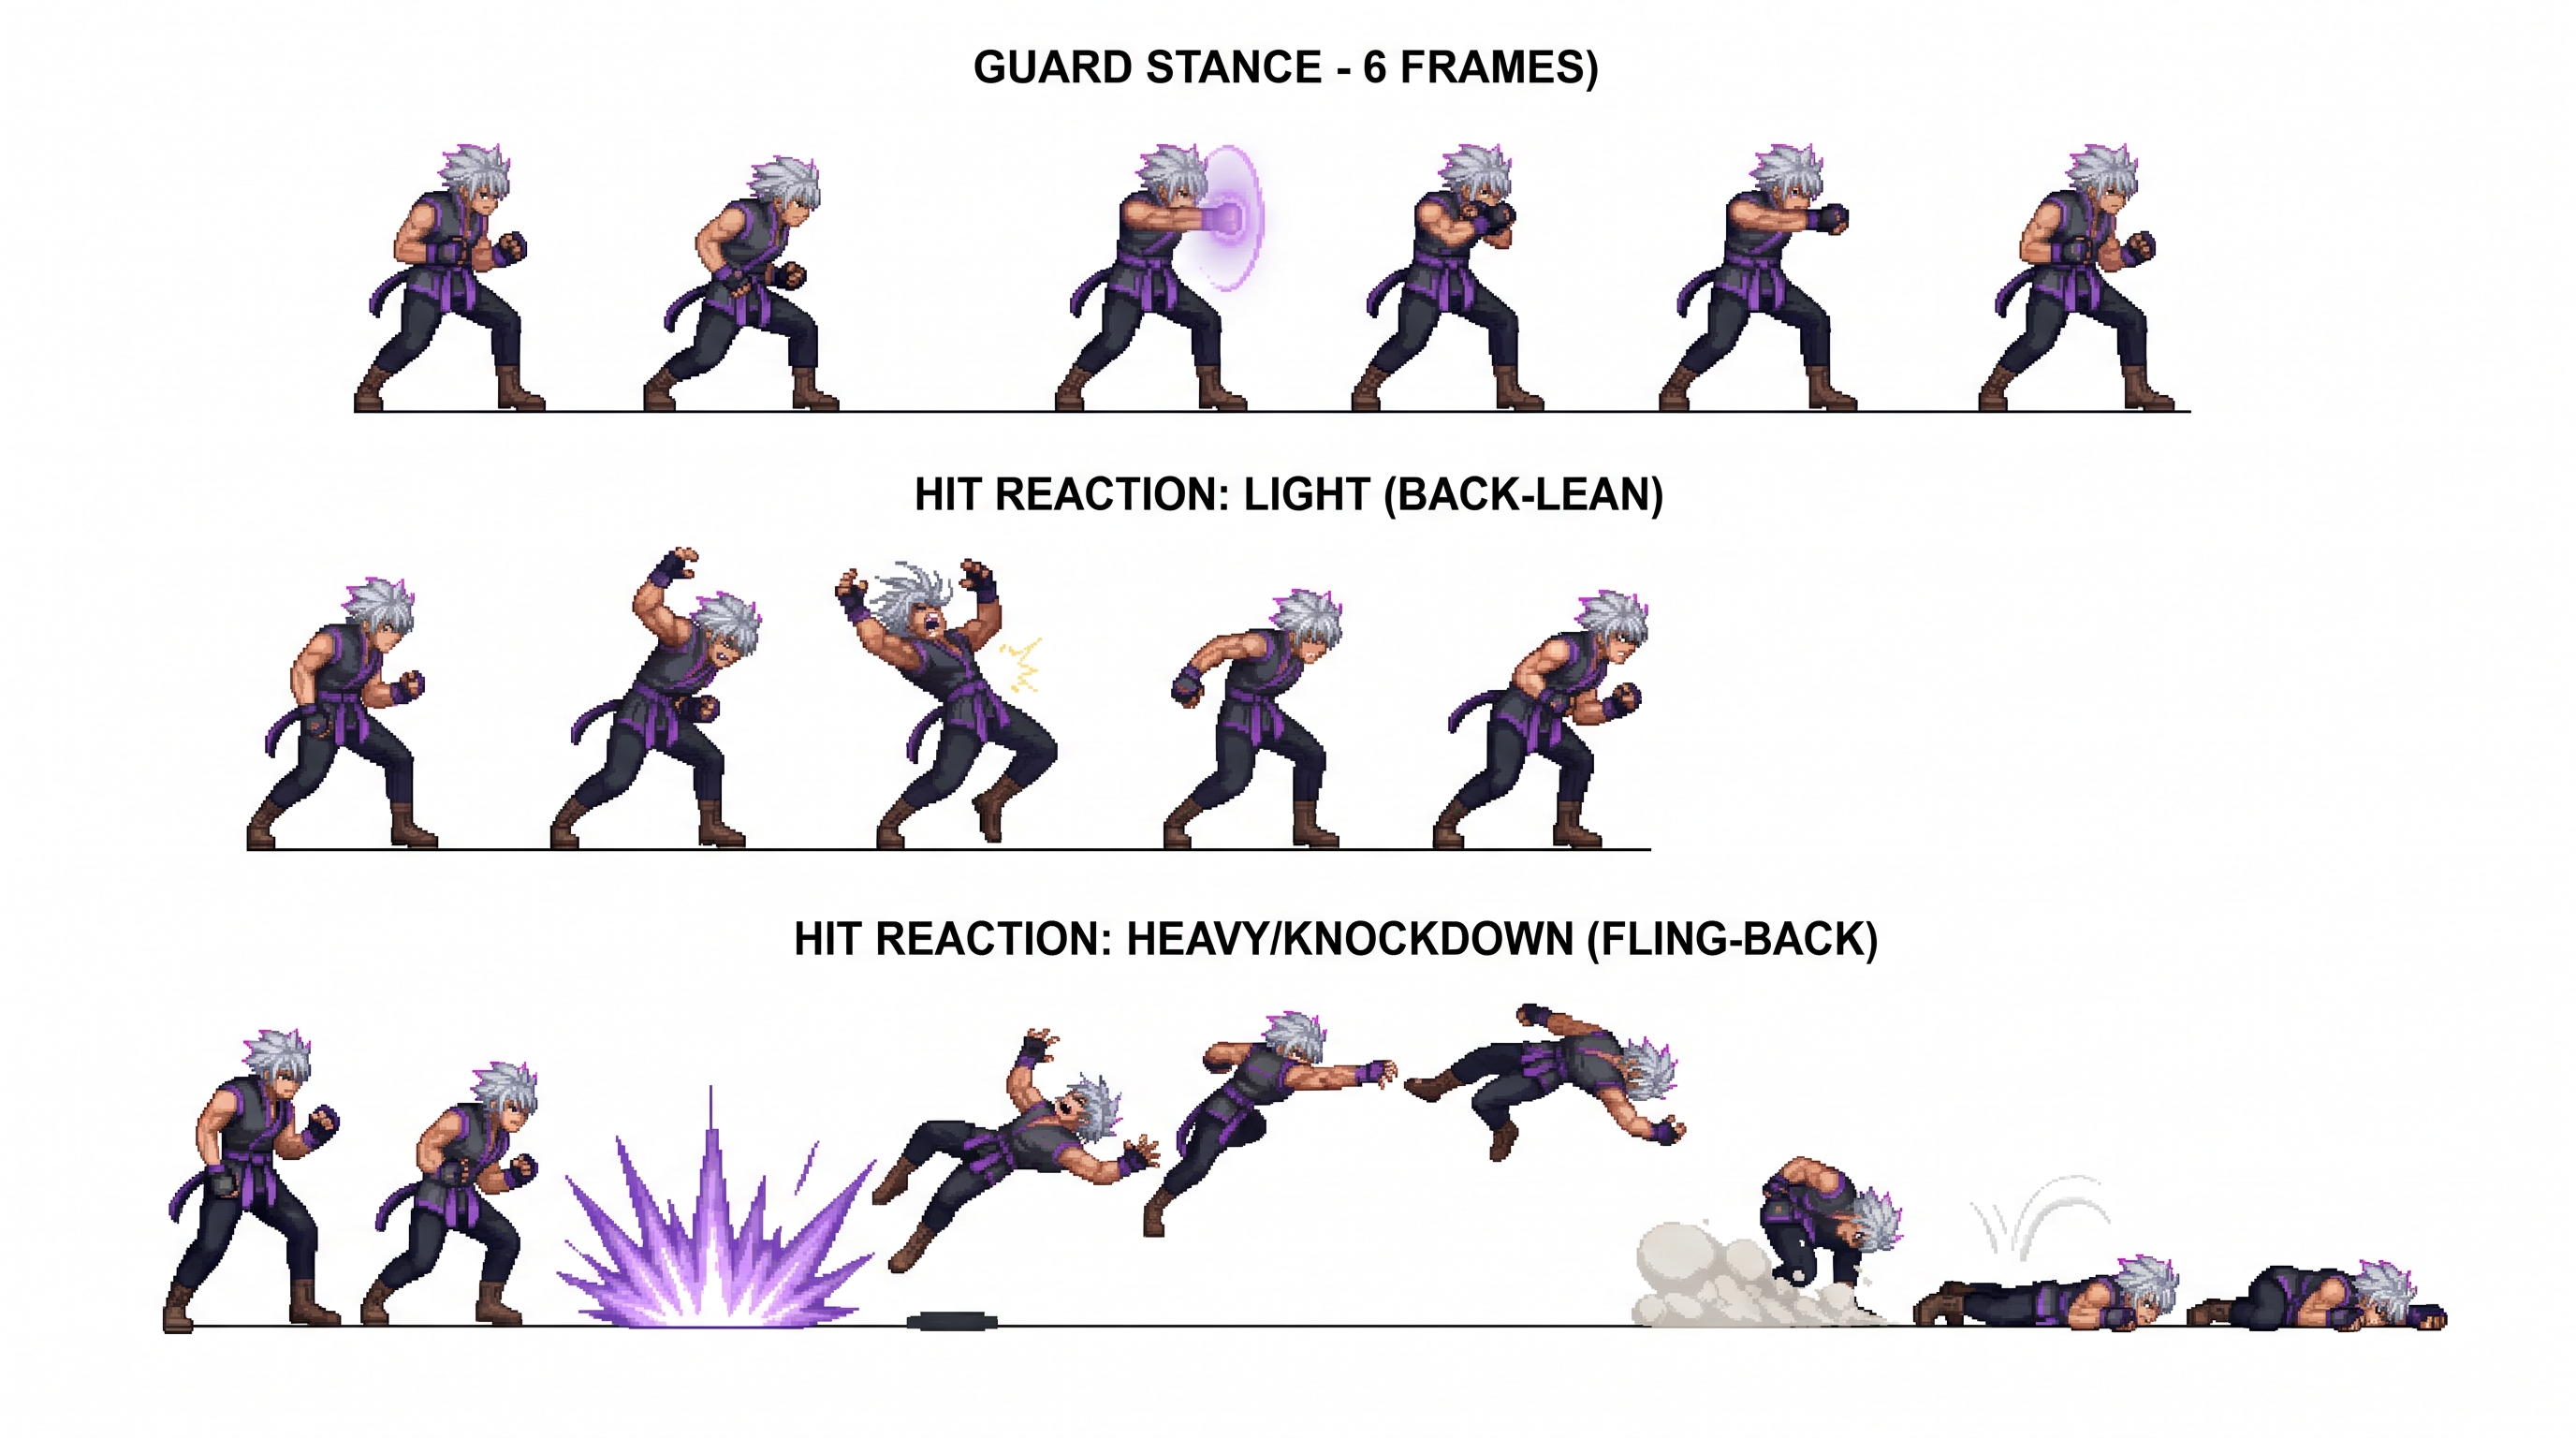 GUARD STANCE - 6 FRAMES)
HIT REACTION: LIGHT (BACK-LEAN)
HIT REACTION: HEAVY/KNOCKDOWN (FLING-BACK)